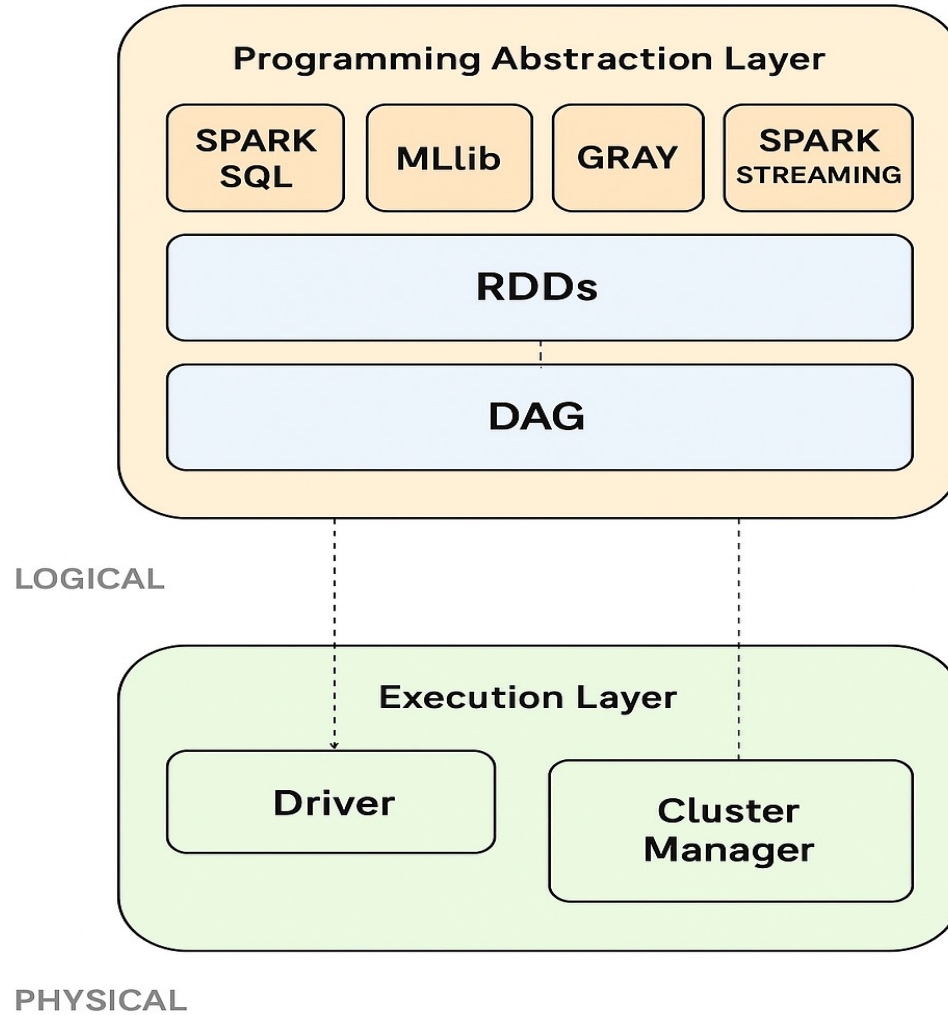 Programming Abstraction Layer
SPARK
SQL
MLlib
GRAY
SPARK
STREAMING
RDDs
DAG
LOGICAL
Execution Layer
Driver
Cluster
Manager
PHYSICAL